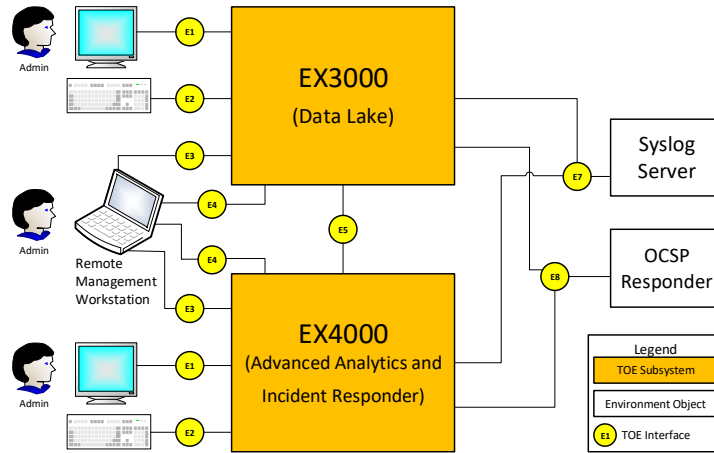 E1
Admin
E2
EX3000
(Data Lake)
E3
E4
E7
Syslog
Server
Admin
E5
Remote
Management
Workstation
E4
E3
E8
OCSP
Responder
EX4000
(Advanced Analytics and
Incident Responder)
E1
Admin
E2
Legend
TOE Subsystem
Environment Object
E1 TOE Interface